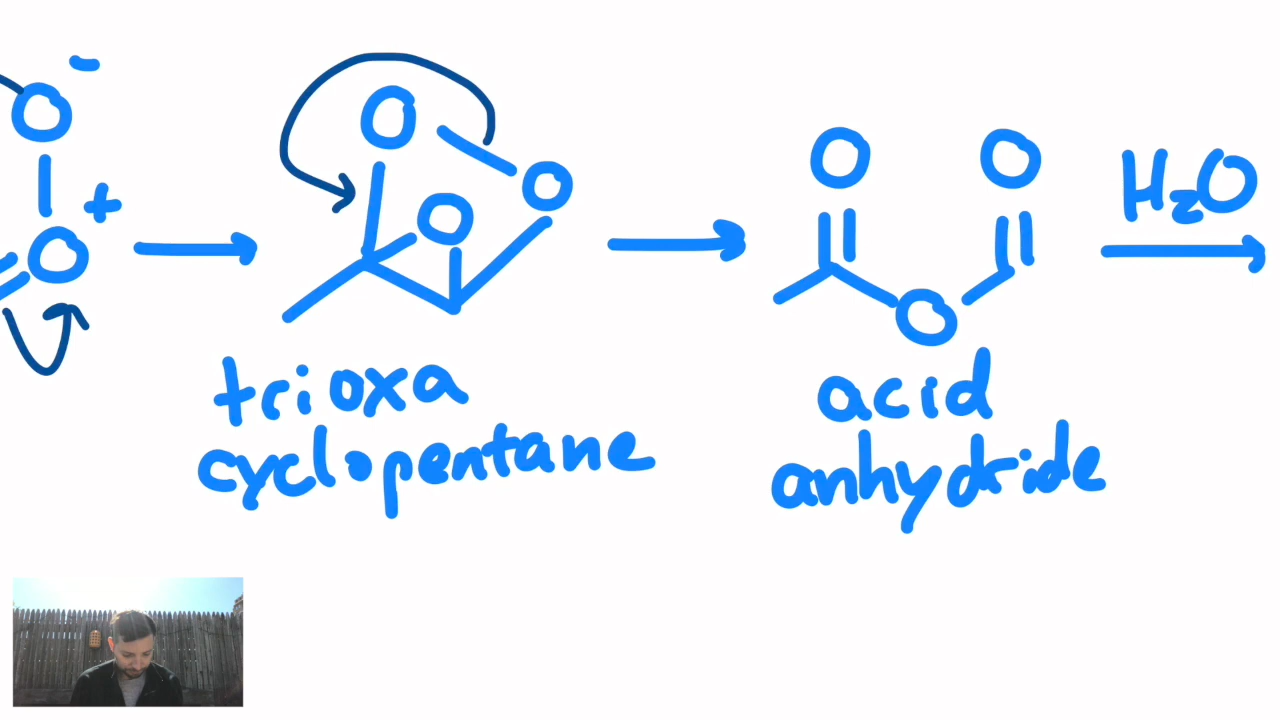 O -
O +
O
O
O
O O
O
H2O
trioxa
cyclopentane
acid
anhydride